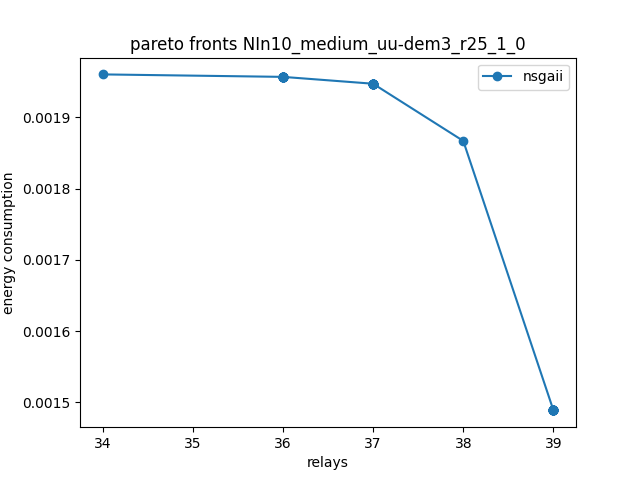 pareto fronts NIn10_medium_uu-dem3_r25_1_0
nsgaii
energy consumption
0.0019
0.0018
0.0017
0.0016
0.0015
34 35 36 37 38 39
relays